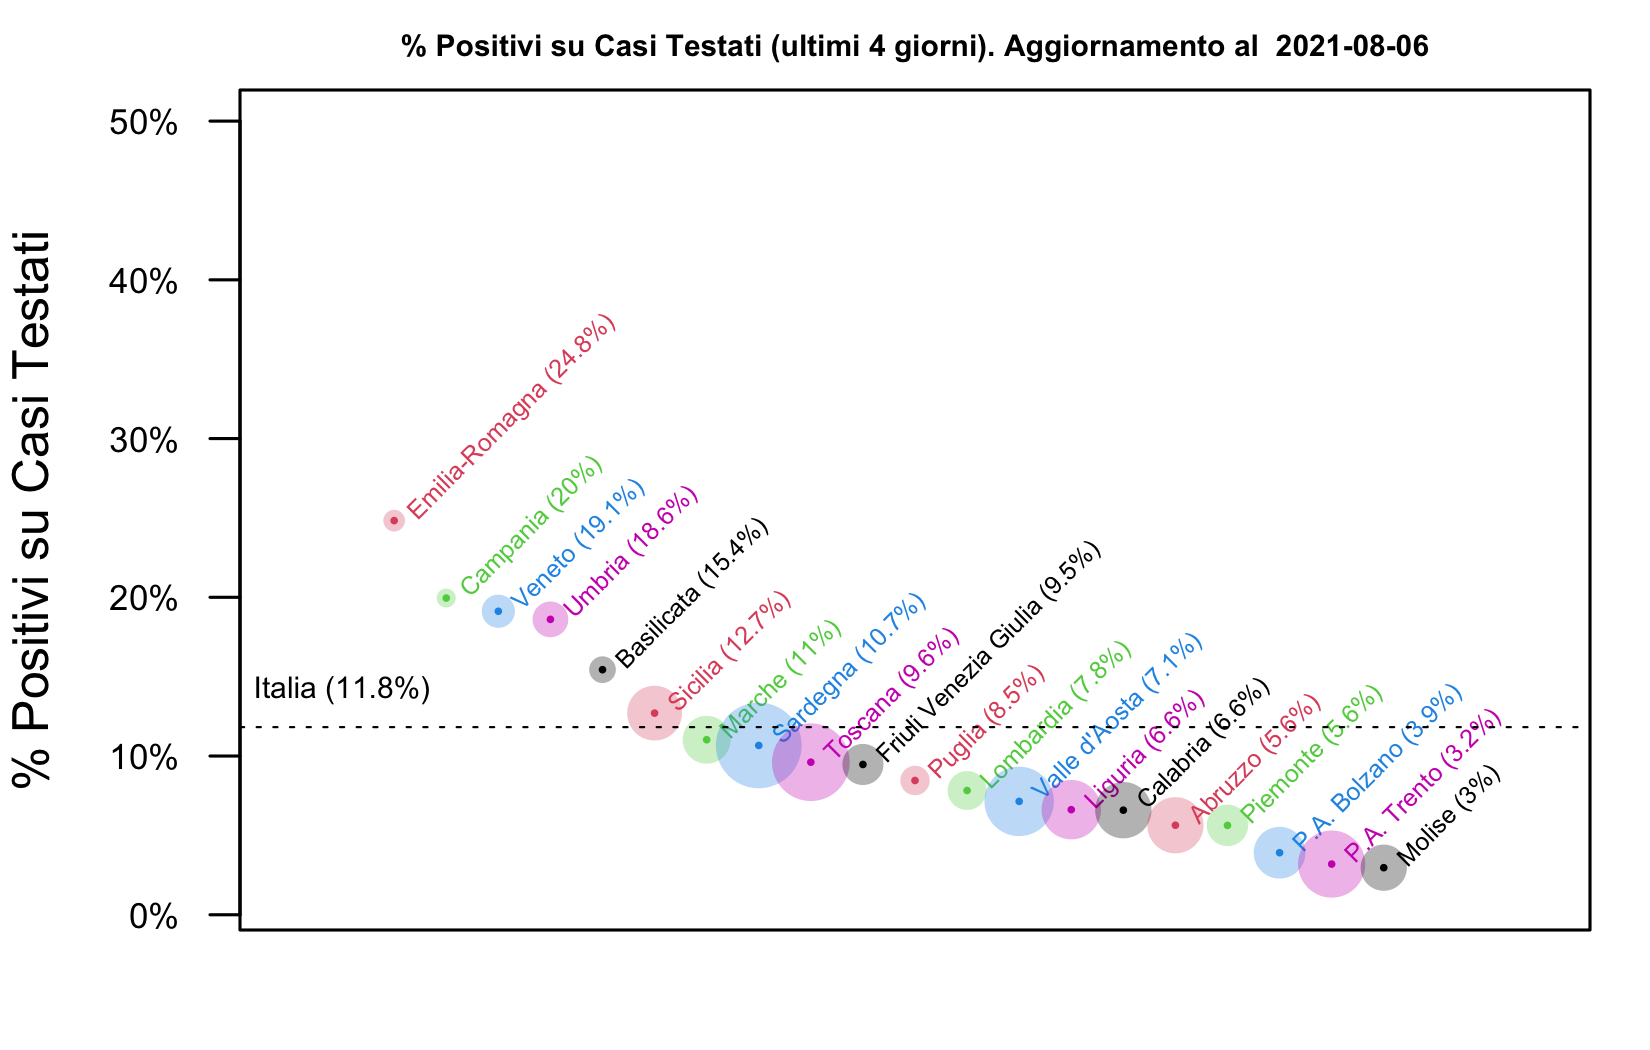 % Positivi su Casi Testati (ultimi 4 giorni). Aggiornamento al 2021-08-06
% Positivi su Casi Testati
50%
40%
30%
20%
10%
0%
Italia (11.8%)
Emilia-Romagna (24.8%)
Campania (20%)
Veneto (19.1%)
Umbria (18.6%)
Basilicata (15.4%)
Sicilia (12.7%)
Marche (11%)
Sardegna (10.7%)
Toscana (9.6%)
Friuli Venezia Giulia (9.5%)
Puglia (8.5%)
Lombardia (7.8%)
Valle d'Aosta (7.1%)
Liguria (6.6%)
Calabria (6.6%)
Abruzzo (5.6%)
Piemonte (5.6%)
P.A. Bolzano (3.9%)
P.A. Trento (3.2%)
Molise (3%)